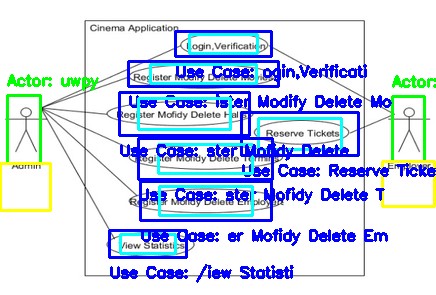 Cinema Application
Login,Verification
Use Case: ogin,Verificati
Register Modify Delete Movies
Actor: uwpy
Actor:
Use Case: ister Modify Delete Mo
Register Mofidy Delete Halls
Reserve Tickets
Use Case: ster Mofidy Delete
Register Mofidy Delete Termins
Admin
Use Case: Reserve Ticke
Use Case: ster Mofidy Delete T
Register Mofidy Delete Employer
Use Case: er Mofidy Delete Em
View Statistics
Use Case: /iew Statisti